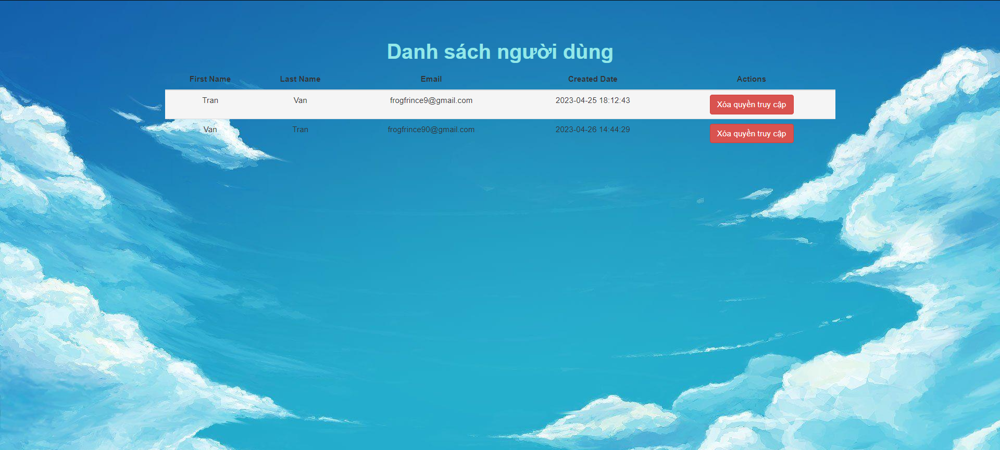 Danh sách người dùng
First Name Last Name Email Created Date Actions
Tran Van frogfrince9@gmail.com 2023-04-25 18:12:43 Xóa quyền truy cập
Van Tran frogfrince90@gmail.com 2023-04-26 14:44:29 Xóa quyền truy cập